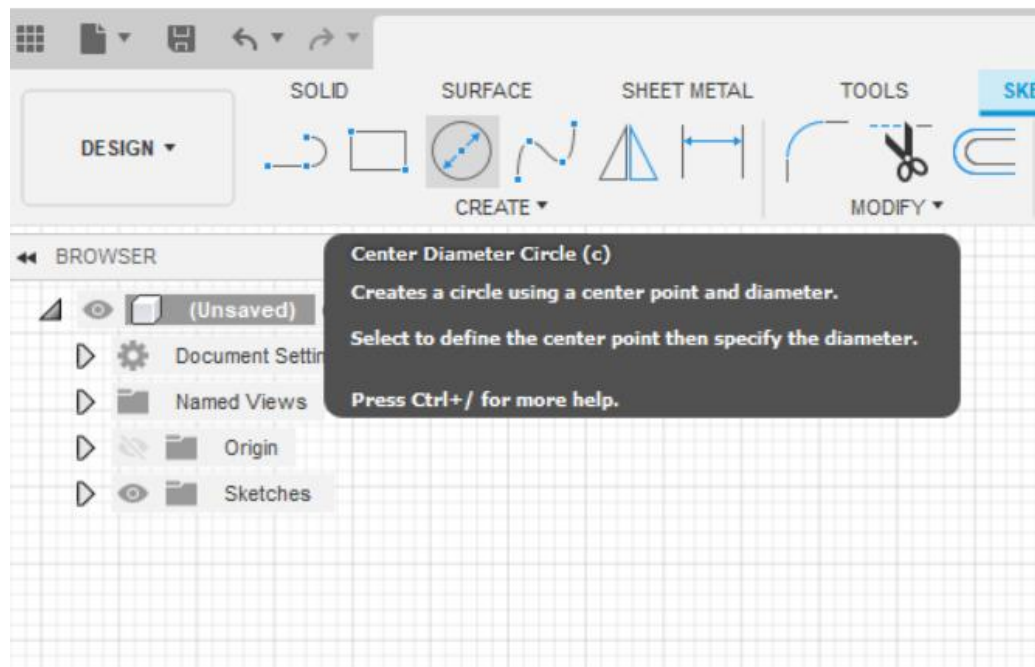 SOLID SURFACE SHEET METAL TOOLS SKE
DESIGN
CREATE MODIFY
BROWSER
Center Diameter Circle (c)
Creates a circle using a center point and diameter.
(Unsaved)
Select to define the center point then specify the diameter.
Document Settin
Named Views
Press Ctrl+/ for more help.
Origin
Sketches